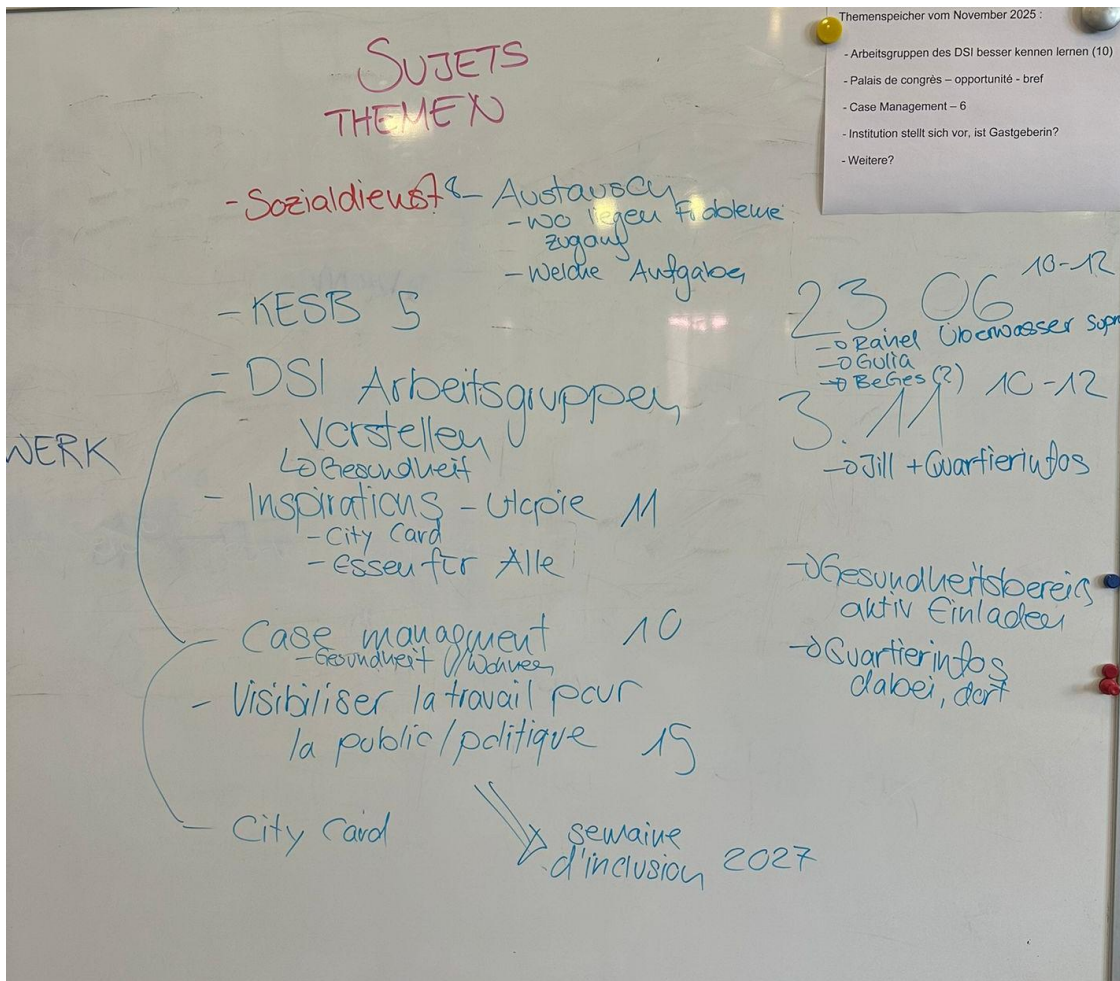 SUJETS
THEMEN
- Sozialdienst 8 - Austausch
- Wo liegen Probleme
zugang
- Welche Aufgaben
- KESB 5
- DSI Arbeitsgruppen
vorstellen
↳ Gesundheit
- Inspirations - Utopie 11
- City Card
- Essen für Alle
- Case managment 10
- Gesundheit // Wohnen
- Visibiliser la travail pour
la public/politique 15
- City Card
semaine
d'inclusion 2027
WERK
Themenspeicher vom November 2025 :
- Arbeitsgruppen des DSI besser kennen lernen (10)
- Palais de congrès – opportunité - bref
- Case Management – 6
- Institution stellt sich vor, ist Gastgeberin?
- Weitere?
23 06 10-12
→ Überwasser
→ Gulia
→ BeGes (?)
3. 11 10-12
→ Jill + Quartierinfos
→ Gesundheitsbereich
aktiv Einladen
→ Quartierinfos
dabei, dort